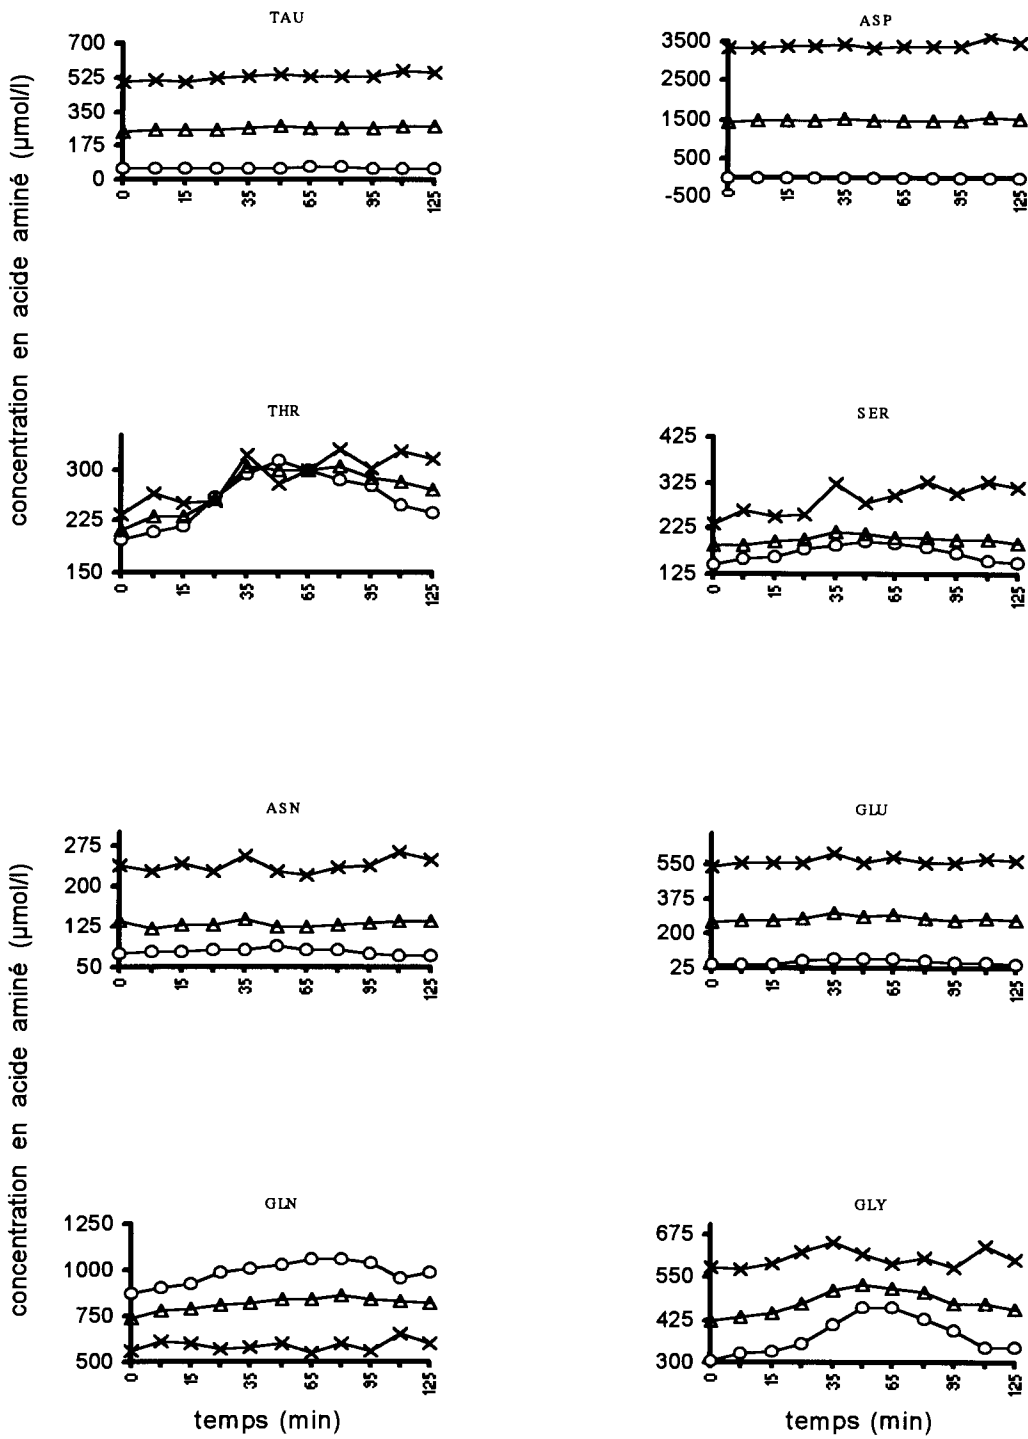 concentration en acide aminé (µmol/l)
TAU
700
525
350
175
0
0 15 35 65 95 125
ASP
3500
2500
1500
500
-500
0 15 35 65 95 125
THR
300
225
150
0 15 35 65 95 125
SER
425
325
225
125
0 15 35 65 95 125
concentration en acide aminé (µmol/l)
ASN
275
200
125
50
0 15 35 65 95 125
GLU
550
375
200
25
0 15 35 65 95 125
GLN
1250
1000
750
500
0 15 35 65 95 125
temps (min)
GLY
675
550
425
300
0 15 35 65 95 125
temps (min)